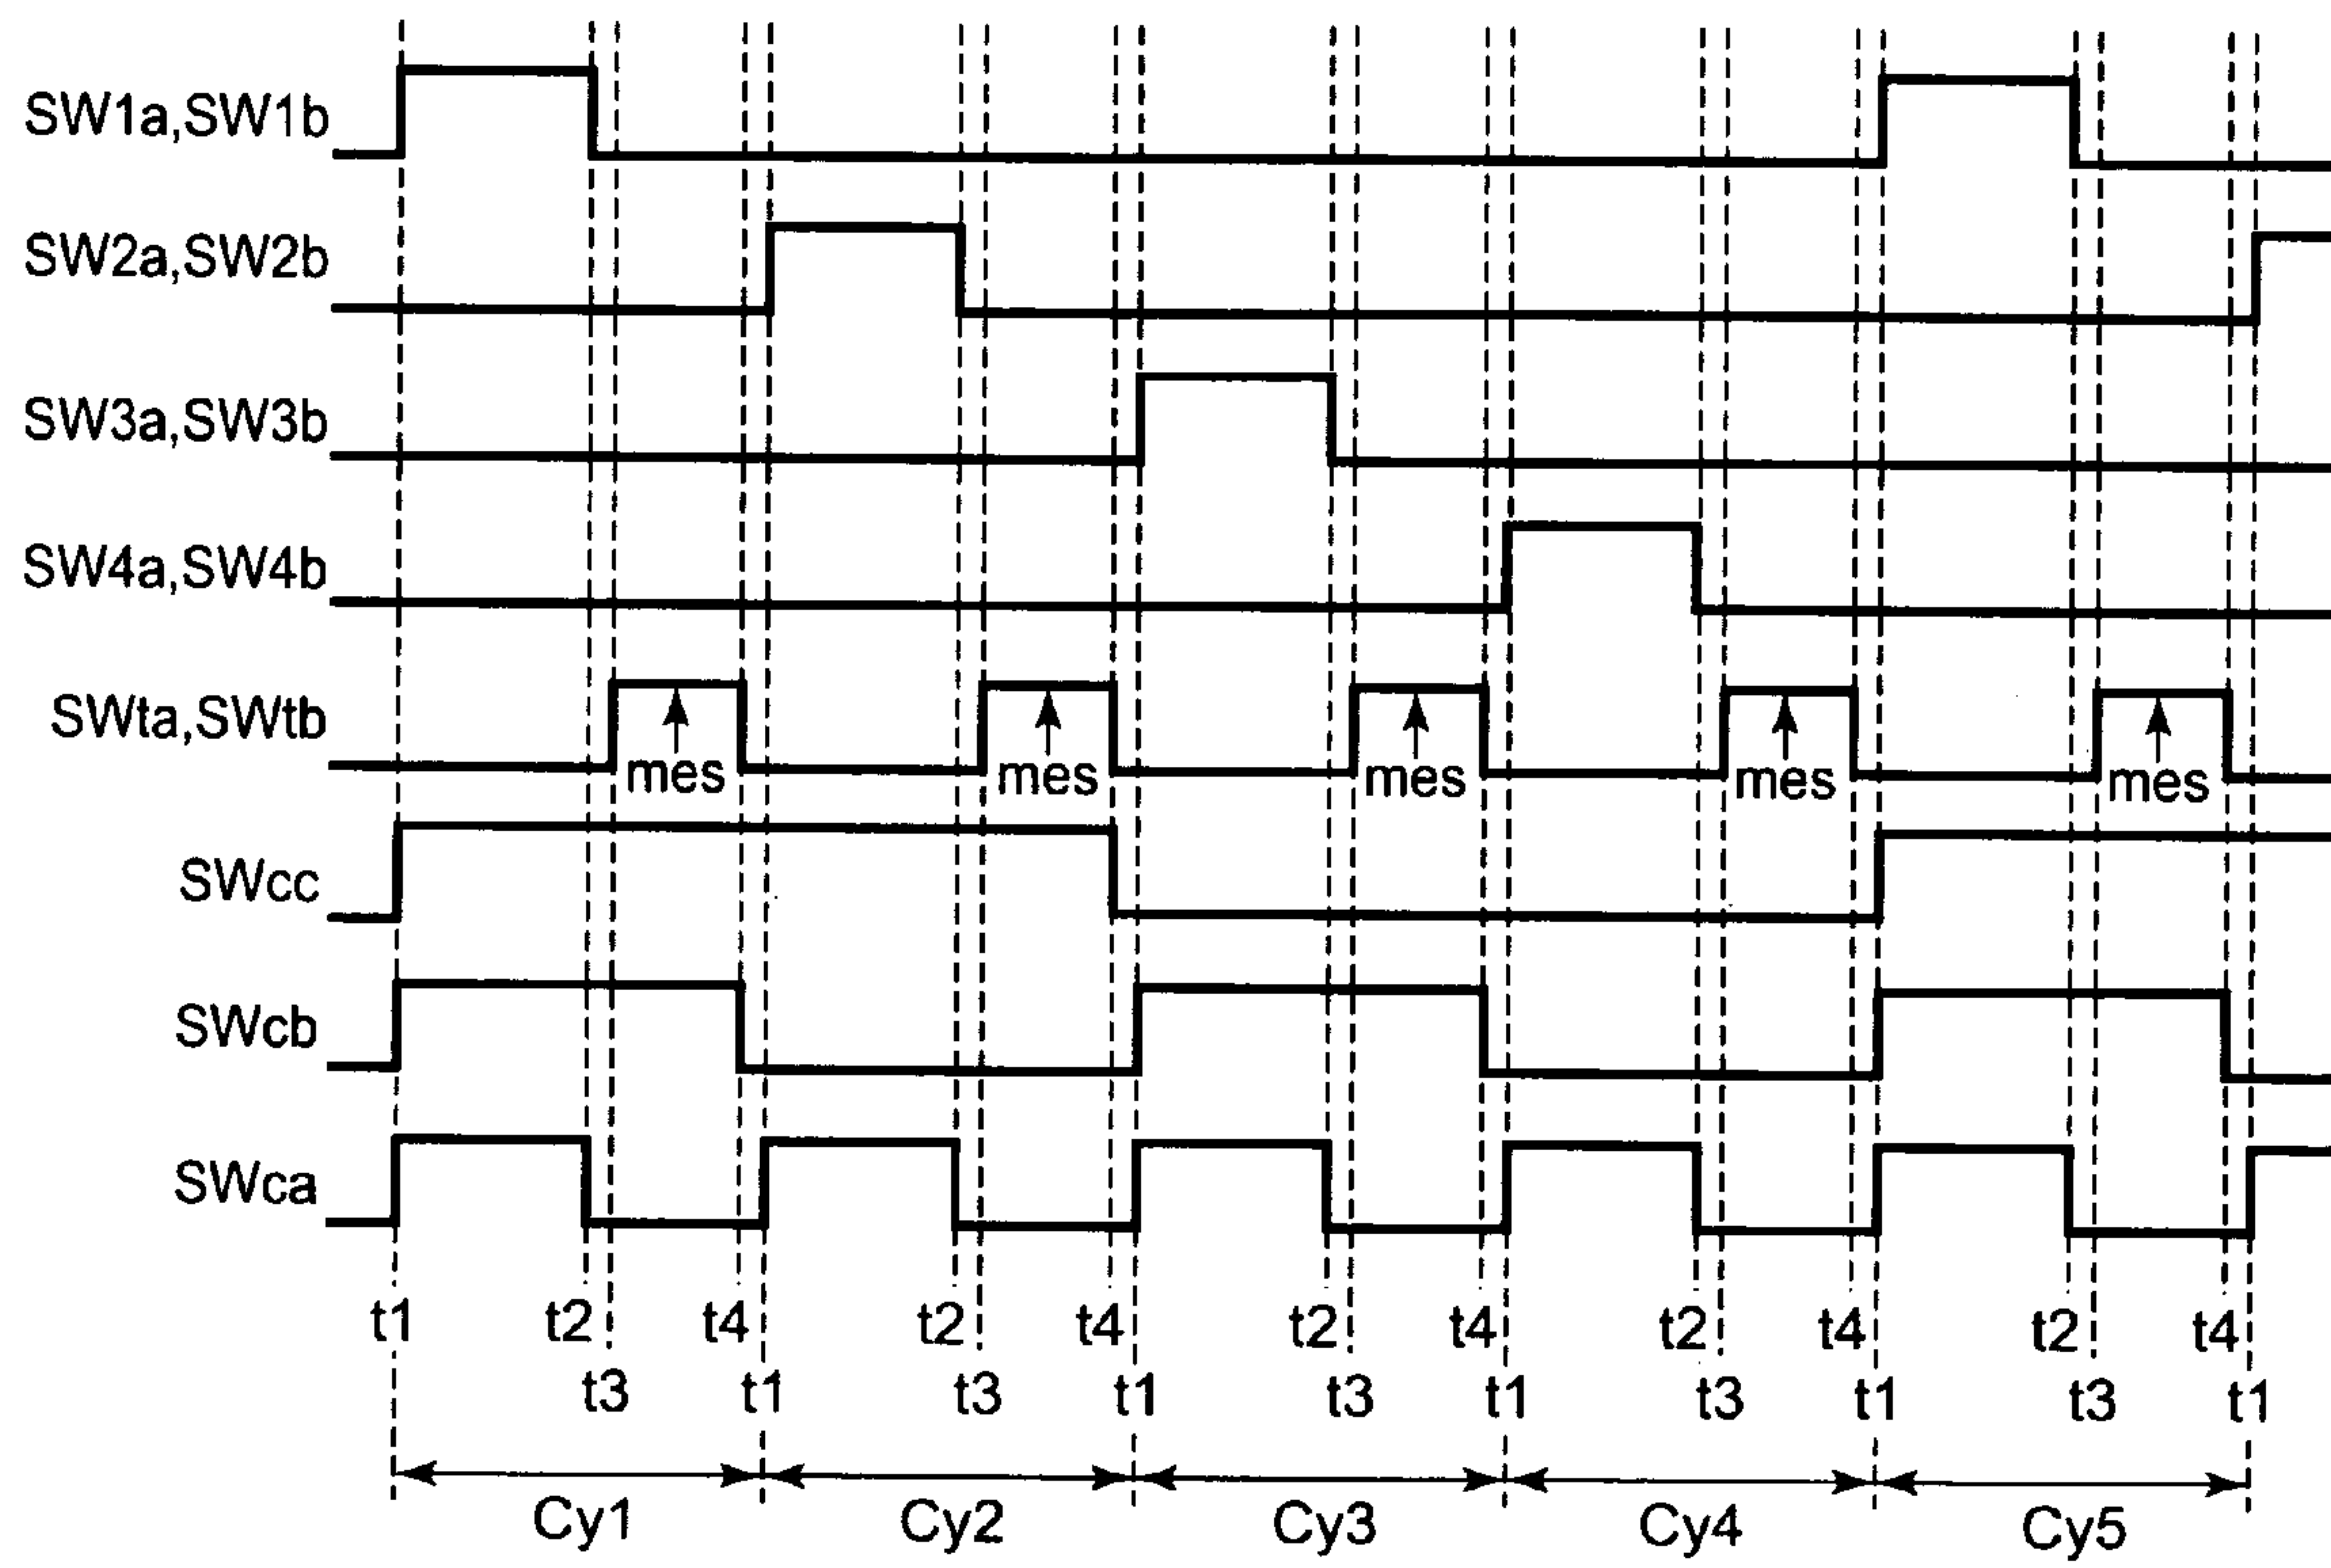 SW1a,SW1b
SW2a,SW2b
SW3a,SW3b
SW4a,SW4b
SWta,SWtb
mes mes mes mes mes
SWcc
SWcb
SWca
t1 t2 t4 t2 t4 t2 t4 t2 t4 t2 t4
t3 t1 t3 t1 t3 t1 t3 t1 t3 t1
Cy1 Cy2 Cy3 Cy4 Cy5